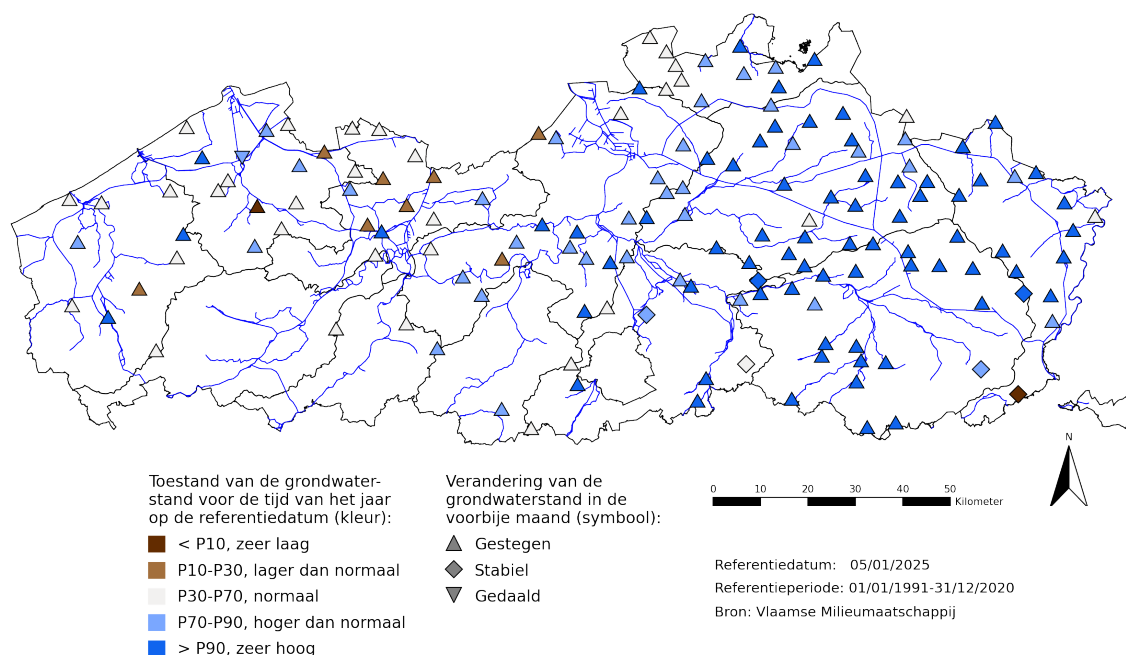 Toestand van de grondwater-
stand voor de tijd van het jaar
op de referentiedatum (kleur):
< P10, zeer laag
P10-P30, lager dan normaal
P30-P70, normaal
P70-P90, hoger dan normaal
> P90, zeer hoog
Verandering van de
grondwaterstand in de
voorbije maand (symbool):
Gestegen
Stabiel
Gedaald
0 10 20 30 40 50
Kilometer
N
Referentiedatum: 05/01/2025
Referentieperiode: 01/01/1991-31/12/2020
Bron: Vlaamse Milieumaatschappij